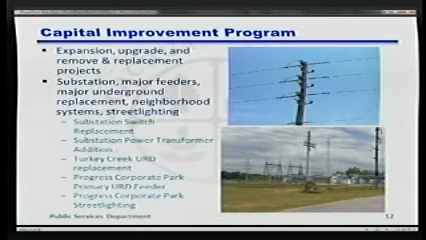 Capital Improvement Program
Expansion, upgrade, and
remove & replacement
projects
Substation, major feeders,
major underground
replacement, neighborhood
systems, streetlighting
– Substation Switch
Replacement
– Substation Power Transformer
Addition
– Turkey Creek URD
replacement
– Progress Corporate Park
Primary URD Feeder
– Progress Corporate Park
Streetlighting
Public Services Department
12